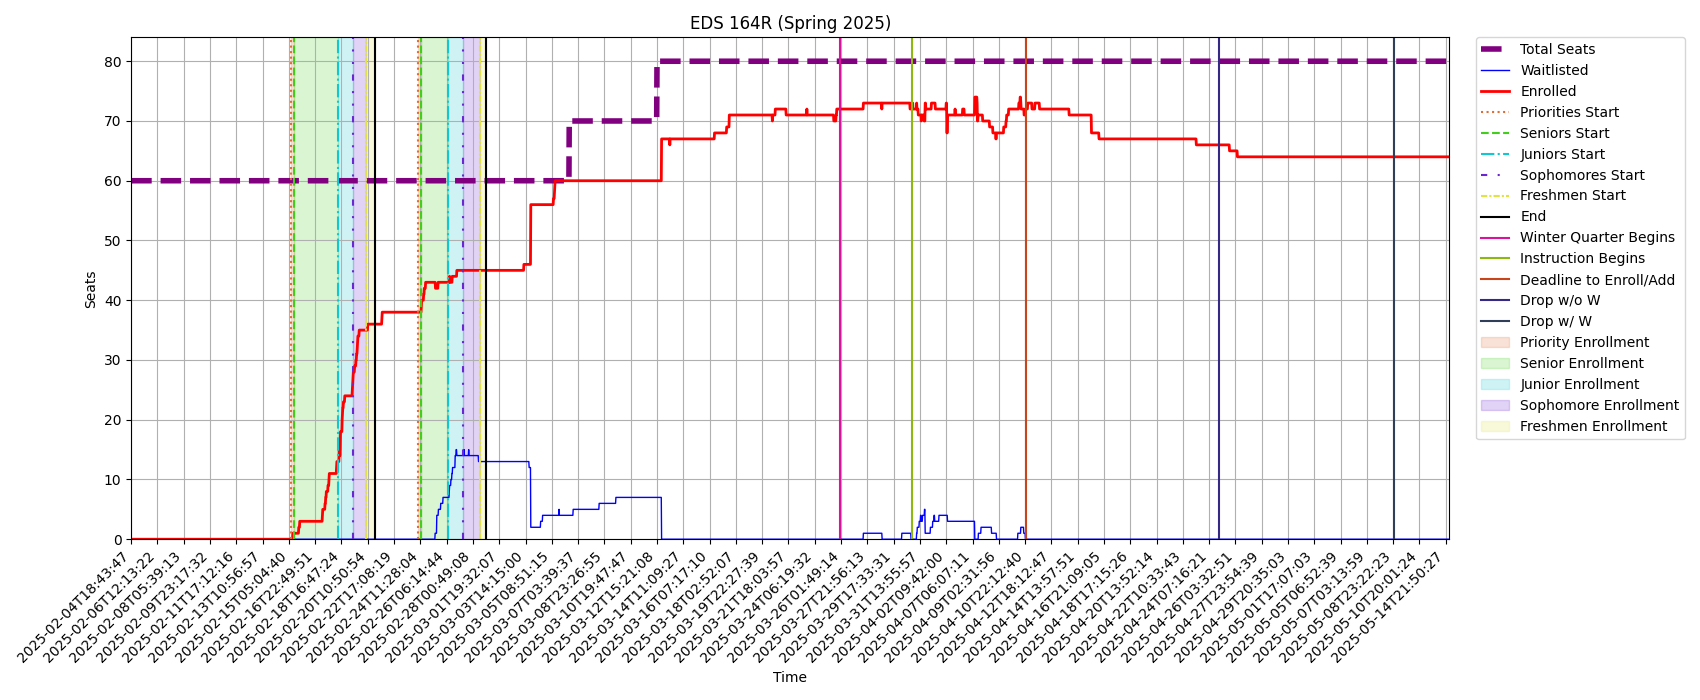 EDS 164R (Spring 2025)
Seats
80
70
60
50
40
30
20
10
0
2025-02-04T18:43:47
2025-02-06T12:13:22
2025-02-08T05:39:13
2025-02-09T23:17:32
2025-02-11T17:12:16
2025-02-13T10:56:57
2025-02-15T05:04:40
2025-02-16T22:49:51
2025-02-18T16:47:24
2025-02-20T10:50:54
2025-02-22T17:08:19
2025-02-24T11:28:04
2025-02-26T06:14:44
2025-02-28T00:49:08
2025-03-01T19:32:07
2025-03-03T14:15:00
2025-03-05T08:51:15
2025-03-07T03:39:37
2025-03-08T23:26:55
2025-03-10T19:47:47
2025-03-12T15:21:08
2025-03-14T11:09:27
2025-03-16T07:17:10
2025-03-18T02:52:07
2025-03-19T22:27:39
2025-03-21T18:03:57
2025-03-24T06:19:32
2025-03-26T01:49:14
2025-03-27T21:56:13
2025-03-29T17:33:31
2025-03-31T13:55:57
2025-04-02T09:42:00
2025-04-07T06:07:11
2025-04-09T02:31:56
2025-04-10T22:12:40
2025-04-12T18:12:47
2025-04-14T13:57:51
2025-04-16T21:09:05
2025-04-18T17:15:26
2025-04-20T13:52:14
2025-04-22T10:33:43
2025-04-24T07:16:21
2025-04-26T03:32:51
2025-04-27T23:54:39
2025-04-29T20:35:03
2025-05-01T17:07:03
2025-05-05T06:52:39
2025-05-07T03:13:59
2025-05-08T23:22:23
2025-05-10T20:01:24
2025-05-14T21:50:27
Time
Total Seats
Waitlisted
Enrolled
Priorities Start
Seniors Start
Juniors Start
Sophomores Start
Freshmen Start
End
Winter Quarter Begins
Instruction Begins
Deadline to Enroll/Add
Drop w/o W
Drop w/ W
Priority Enrollment
Senior Enrollment
Junior Enrollment
Sophomore Enrollment
Freshmen Enrollment